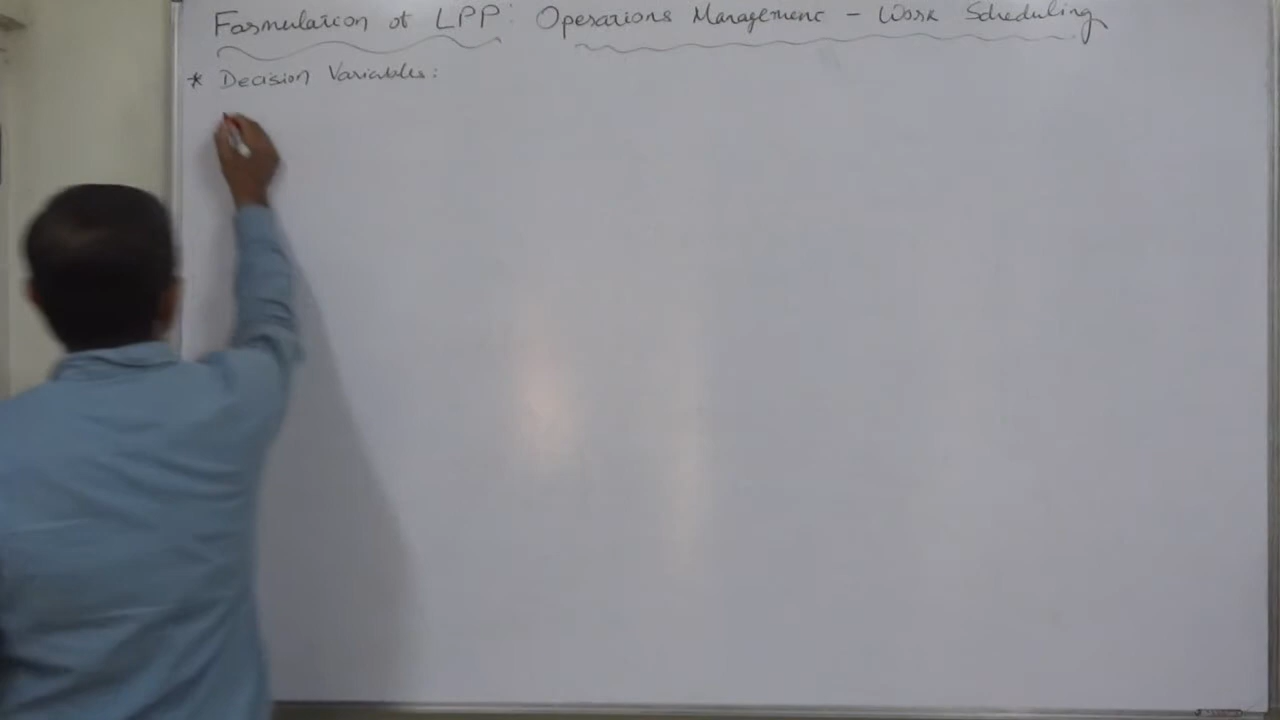 Formulation of LPP: Operations Management - Work Scheduling
* Decision Variables: